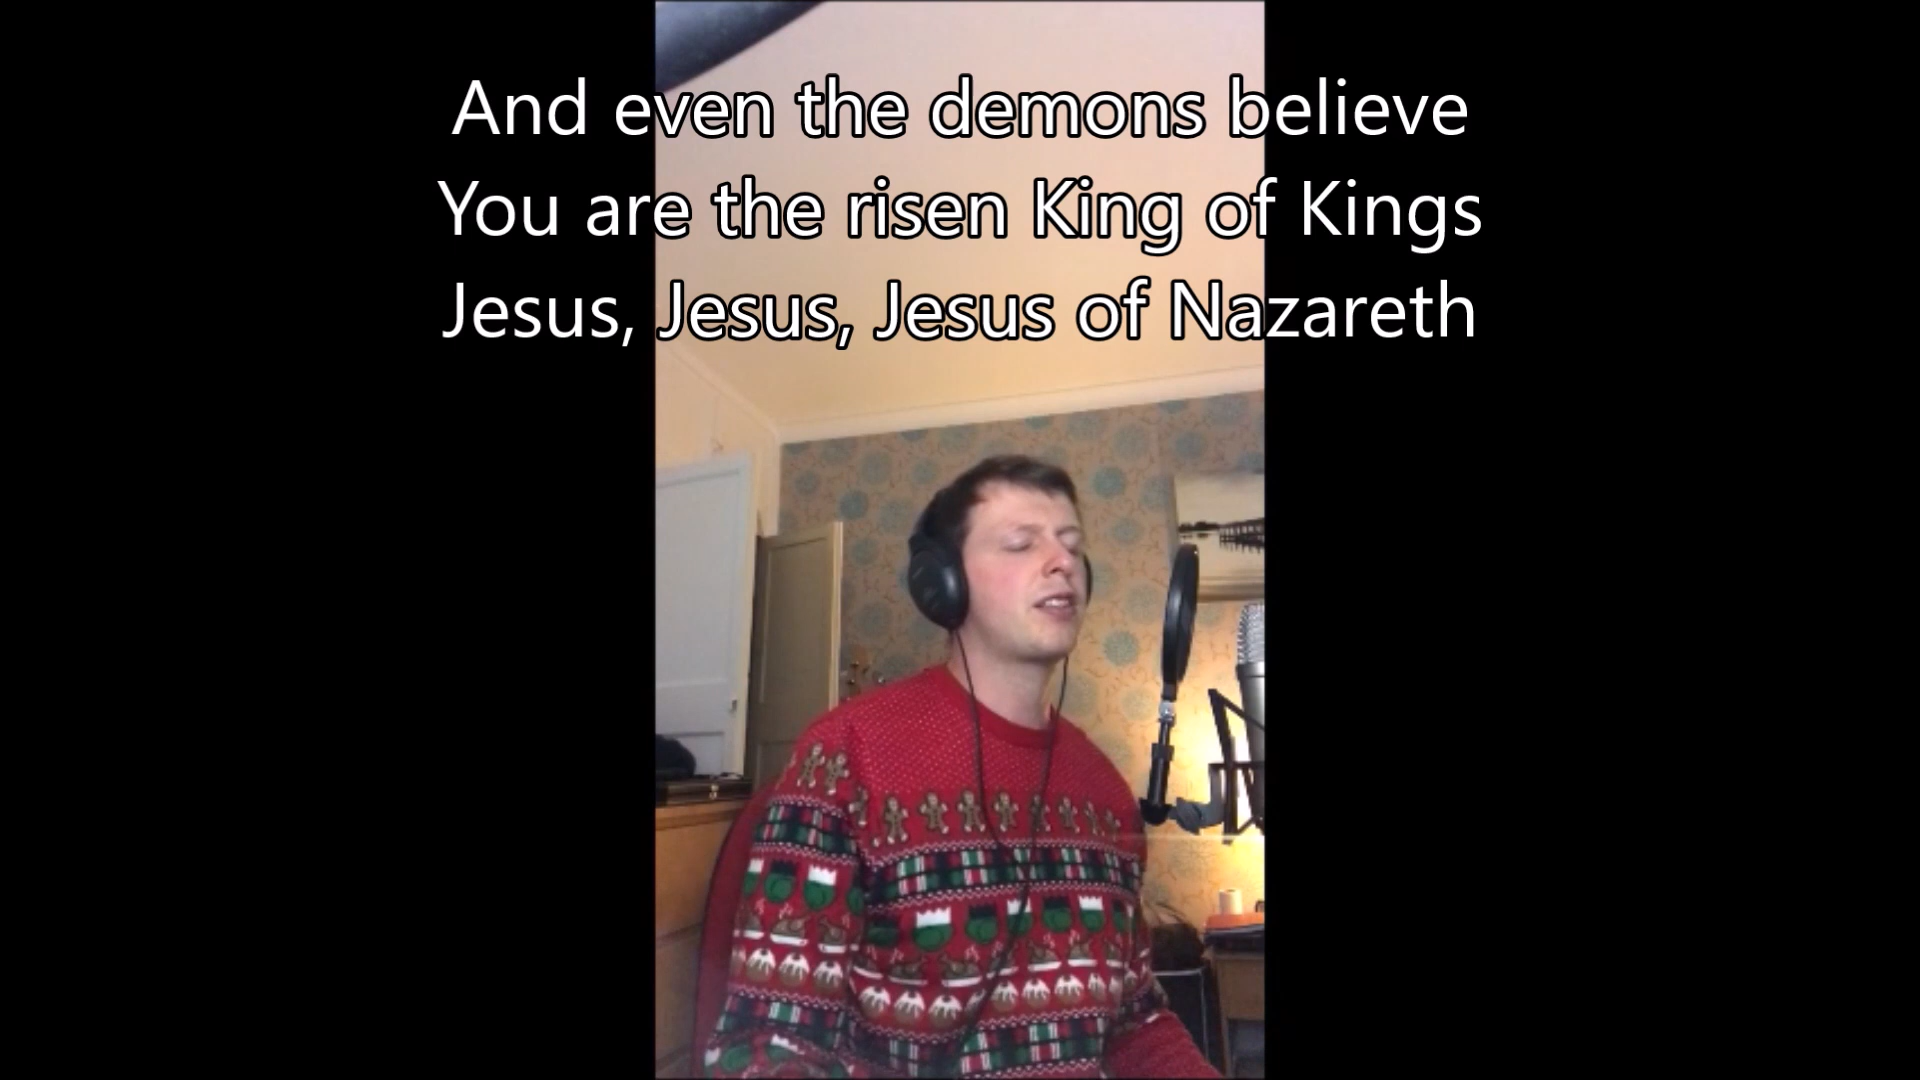 And even the demons believe
You are the risen King of Kings
Jesus, Jesus, Jesus of Nazareth